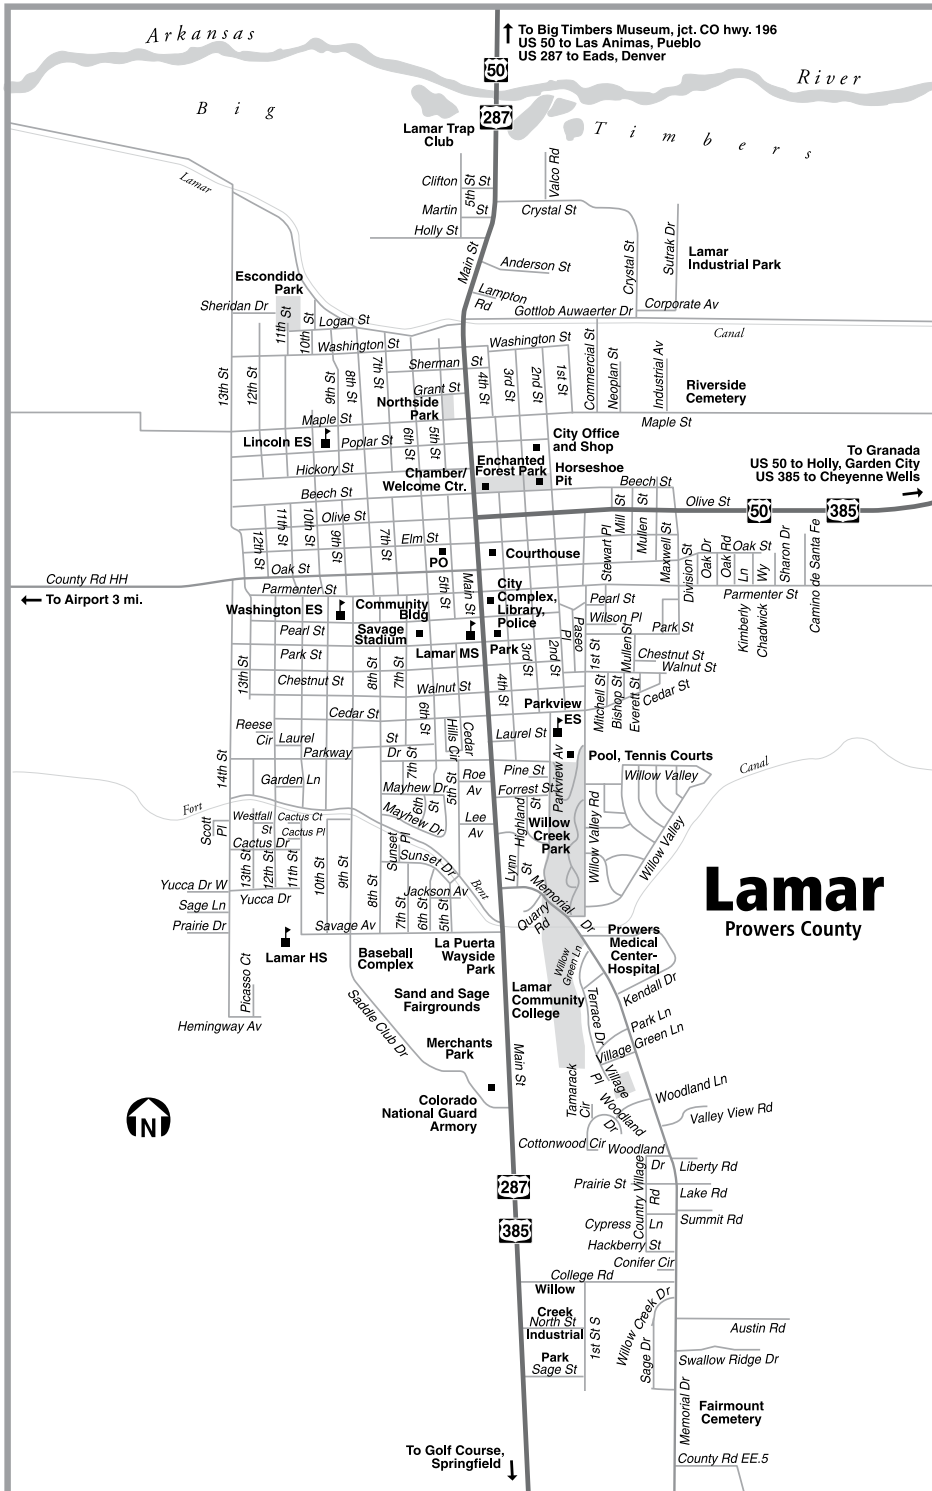 Arkansas
To Big Timbers Museum, jct. CO hwy. 196
US 50 to Las Animas, Pueblo
US 287 to Eads, Denver
50
River
Big
287
Timbers
Lamar Trap
Club
Valco Rd
Clifton St
5th St
Lamar
Martin St
Crystal St
Holly St
Main St
Crystal St
Sutrak Dr
Lamar
Industrial Park
Anderson St
Escondido
Park
Lampton
Rd
Sheridan Dr
11th St
10th St
Logan St
Gottlob Auwaerter Dr
Corporate Av
Canal
Washington St
Washington St
Sherman St
13th St
12th St
9th St
8th St
7th St
Grant St
4th St
3rd St
2nd St
1st St
Commercial St
Neoplan St
Industrial Av
Riverside
Cemetery
Northside
Park
Maple St
Maple St
Lincoln ES
Poplar St
6th St
5th St
City Office
and Shop
Hickory St
Chamber/
Welcome Ctr.
Enchanted
Forest Park
Horseshoe
Pit
To Granada
US 50 to Holly, Garden City
US 385 to Cheyenne Wells
Beech St
Beech St
Olive St
50
385
12th St
11th St
10th St
Olive St
9th St
7th St
Elm St
Mill St
Mullen St
Stewart Pl
Maxwell St
Division St
Oak Dr
Oak Rd
Oak St
Ln
Wy
Sharon Dr
Camino de Santa Fe
PO
Courthouse
Oak St
County Rd HH
To Airport 3 mi.
Parmenter St
5th St
Main St
City
Complex,
Library,
Police
Parmenter St
Kimberly
Chadwick
Washington ES
Community
Bldg
Pearl St
Savage
Stadium
Pearl St
Wilson Pl
Park St
Paseo
Pl
Lamar MS
Park
Park St
13th St
8th St
7th St
3rd St
2nd St
1st St
Mullen St
Chestnut St
Walnut St
Chestnut St
Walnut St
4th St
Mitchell St
Bishop St
Everett St
Cedar St
Parkview
ES
Cedar St
6th St
Reese
Cir
Laurel
St
Hills Cir
Cedar
Laurel St
Parkway
Dr
Pool, Tennis Courts
14th St
7th St
Garden Ln
5th St
Roe
Av
Pine St
Parkview Av
Willow Valley
Canal
Mayhew Dr
Forrest St
Fort
6th St
Mayhew Dr
Highland St
Willow Valley Rd
Willow Valley
Scott
Pl
Westfall
St
Cactus Ct
Cactus Pl
Lee
Av
Willow
Creek
Park
Cactus Dr
Sunset Pl
Sunset Dr
13th St
12th St
11th St
10th St
9th St
8th St
Lynn St
Yucca Dr W
Yucca Dr
Jackson Av
Bent
Memorial Dr
Lamar
Prowers County
Sage Ln
7th St
6th St
5th St
Quarry
Rd
Prairie Dr
Savage Av
Lamar HS
Baseball
Complex
La Puerta
Wayside
Park
Prowers
Medical
Center-
Hospital
Willow
Green Ln
Picasso Ct
Sand and Sage
Fairgrounds
Lamar
Community
College
Terrace Dr
Kendall Dr
Hemingway Av
Saddle Club Dr
Park Ln
Village Green Ln
Merchants
Park
Main St
Village
Pl
Tamarack
Cir
Woodland Ln
Colorado
National Guard
Armory
Woodland
Dr
Valley View Rd
N
Cottonwood Cir
Woodland
Dr
Liberty Rd
287
Prairie St
Country Village
Rd
Lake Rd
385
Cypress Ln
Summit Rd
Hackberry St
Conifer Cir
College Rd
Willow
Creek
North St
Industrial
Park
Sage St
1st St S
Willow Creek Dr
Sage Dr
Austin Rd
Swallow Ridge Dr
Memorial Dr
Fairmount
Cemetery
To Golf Course,
Springfield
County Rd EE.5